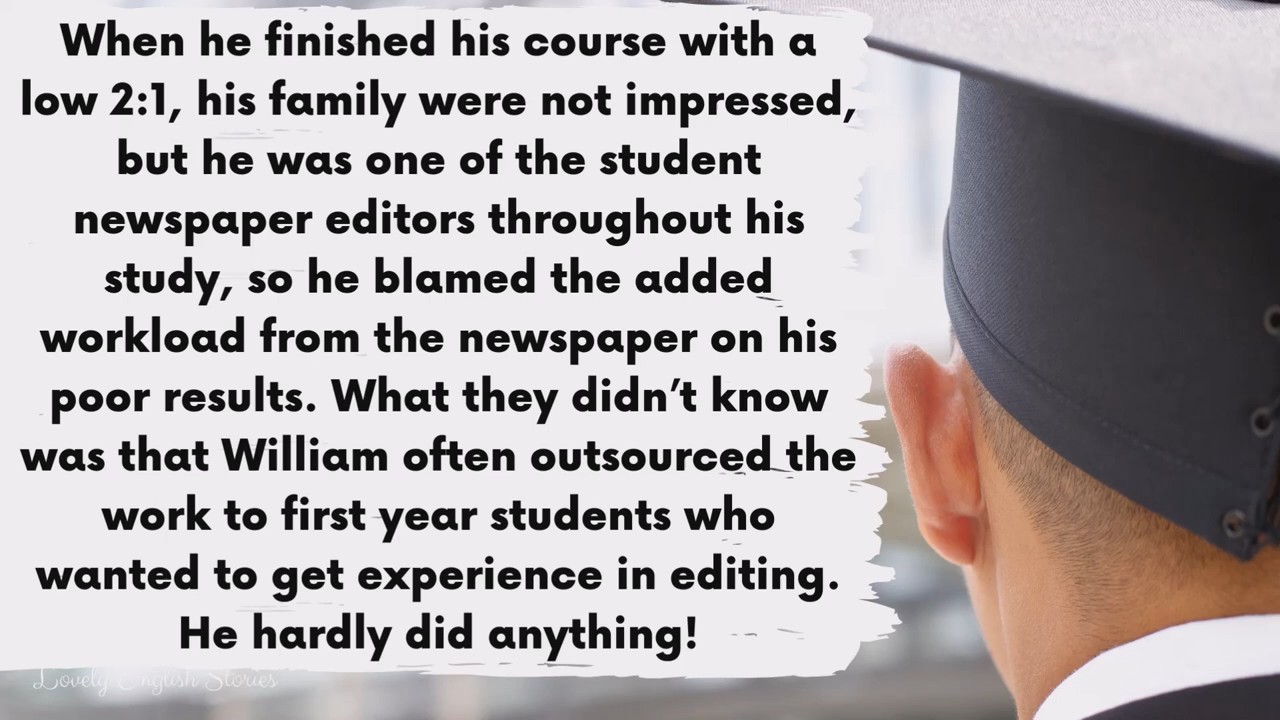 When he finished his course with a
low 2:1, his family were not impressed,
but he was one of the student
newspaper editors throughout his
study, so he blamed the added
workload from the newspaper on his
poor results. What they didn't know
was that William often outsourced the
work to first year students who
wanted to get experience in editing.
He hardly did anything!
Lovely English Stories